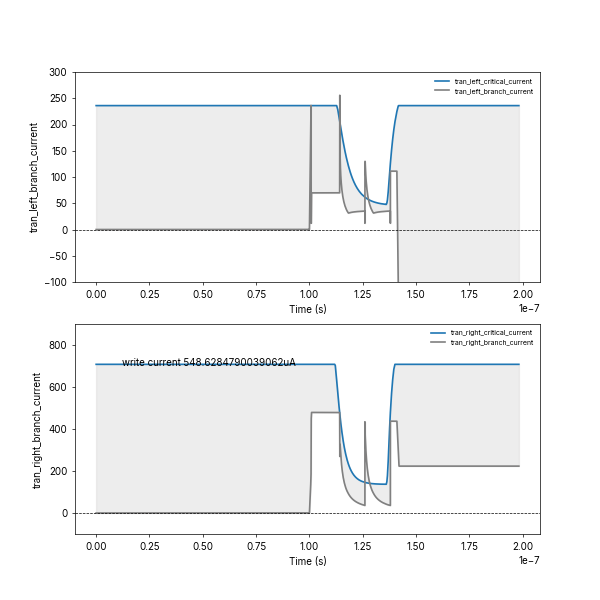 tran_left_branch_current
300
250
200
150
100
50
0
−50
−100
tran_left_critical_current
tran_left_branch_current
0.00 0.25 0.50 0.75 1.00 1.25 1.50 1.75 2.00
Time (s)
1e−7
tran_right_branch_current
800
600
400
200
0
tran_right_critical_current
tran_right_branch_current
write current 548.6284790039062uA
0.00 0.25 0.50 0.75 1.00 1.25 1.50 1.75 2.00
Time (s)
1e−7